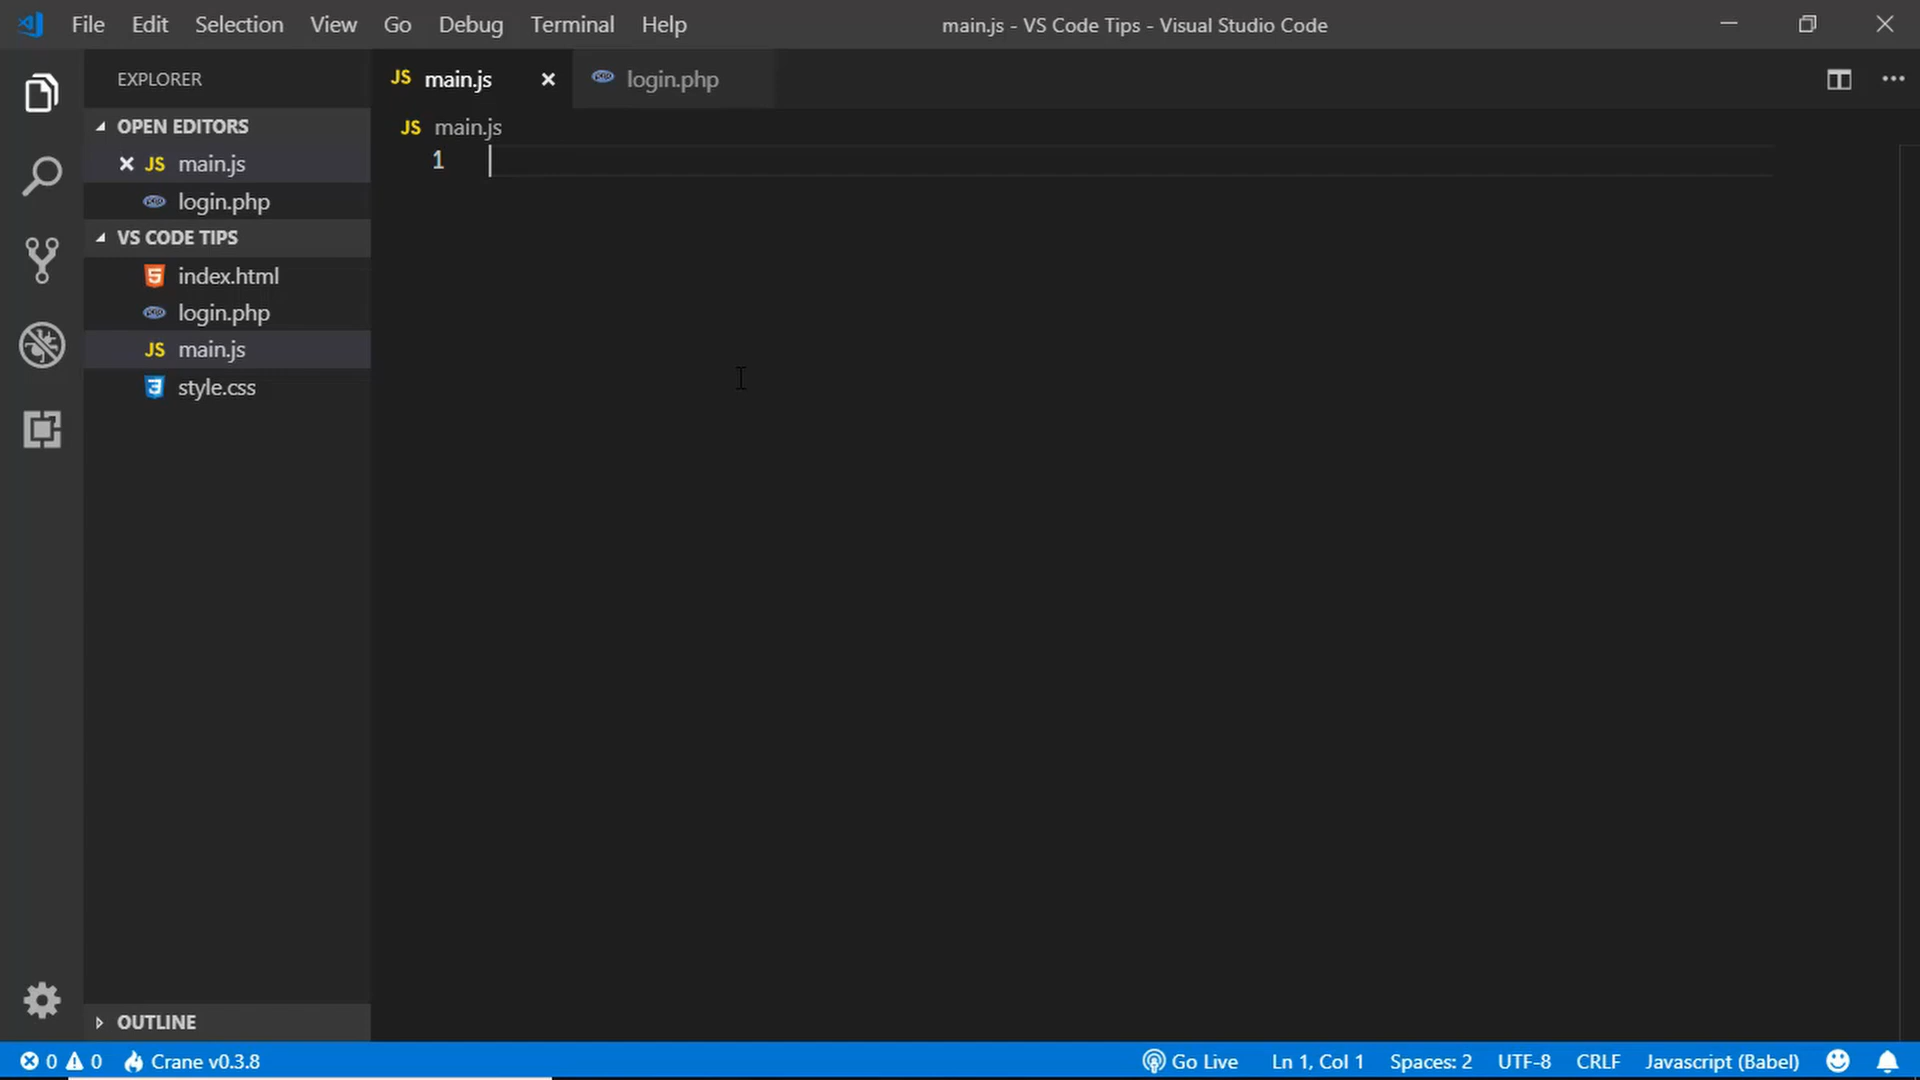 File Edit Selection View Go Debug Terminal Help
main.js - VS Code Tips - Visual Studio Code
EXPLORER
OPEN EDITORS
JS main.js
login.php
VS CODE TIPS
index.html
login.php
JS main.js
style.css
OUTLINE
JS main.js
login.php
JS main.js
1
0 0 Crane v0.3.8
Go Live Ln 1, Col 1 Spaces: 2 UTF-8 CRLF Javascript (Babel)